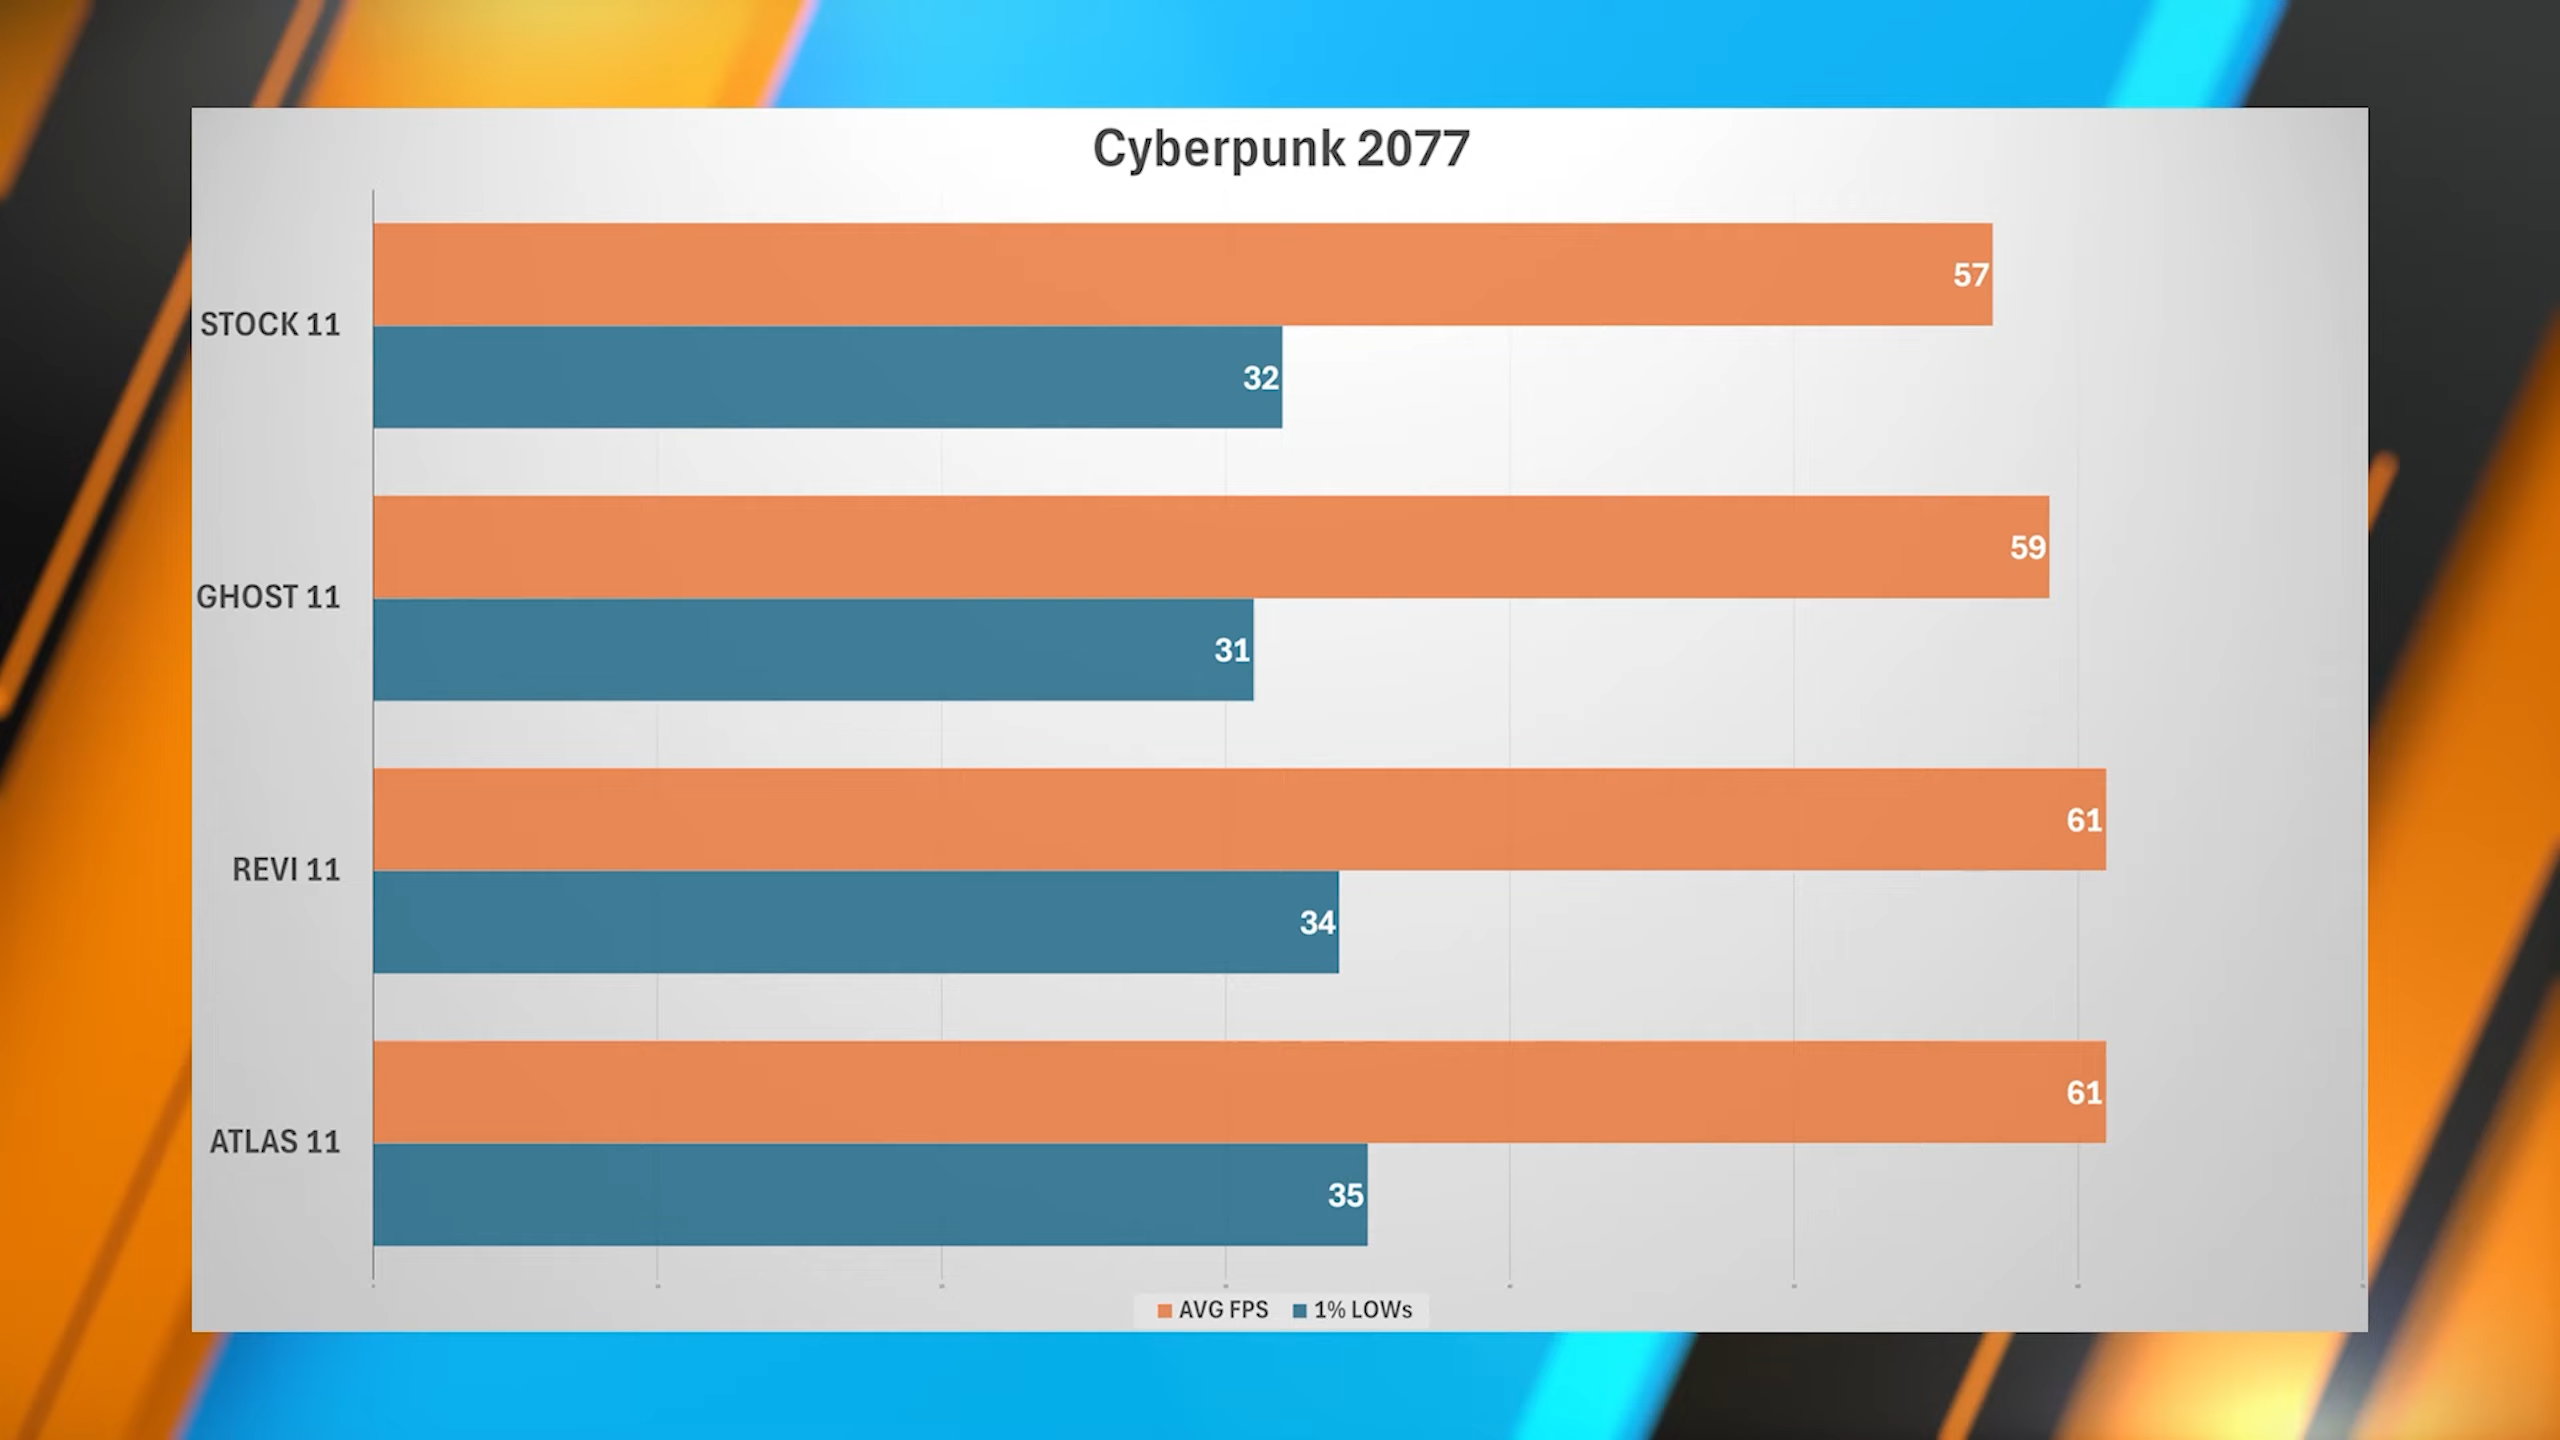 Cyberpunk 2077
STOCK 11
57
32
GHOST 11
59
31
REVI 11
61
34
ATLAS 11
61
35
AVG FPS 1% LOWs